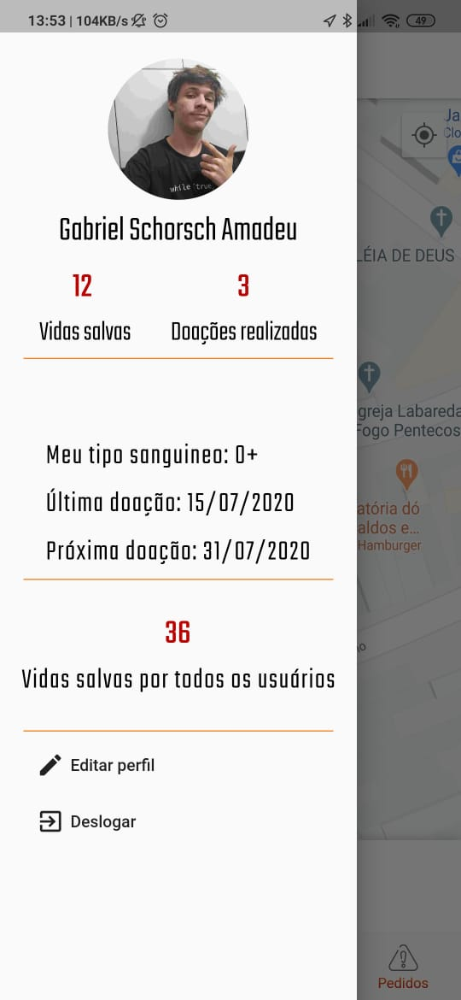 13:53 | 104KB/s
49
Gabriel Schorsch Amadeu
12
3
Vidas salvas
Doações realizadas
Meu tipo sanguineo: O+
Última doação: 15/07/2020
Próxima doação: 31/07/2020
36
Vidas salvas por todos os usuários
Editar perfil
Deslogar
while true
Ja
Clo
LÉIA DE DEUS
greja Labareda
Fogo Pentecos
atória dó
aldos e...
Hamburger
Pedidos